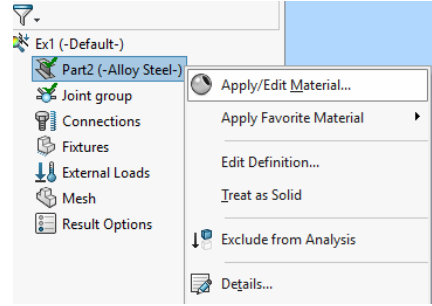 Ex1 (-Default-)
Part2 (-Alloy Steel-)
Joint group
Connections
Fixtures
External Loads
Mesh
Result Options
Apply/Edit Material...
Apply Favorite Material
Edit Definition...
Treat as Solid
Exclude from Analysis
Details...